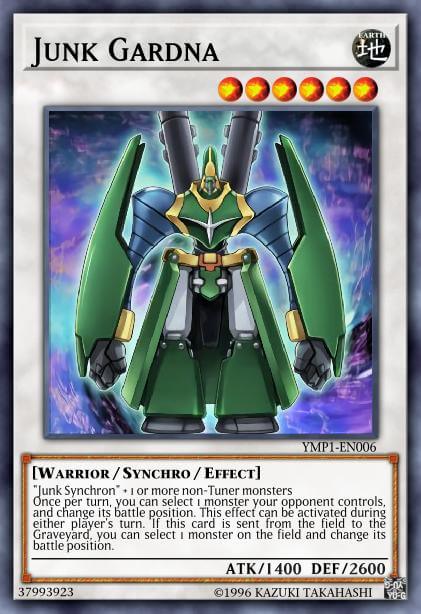 JUNK GARDNA
EARTH
地
YMP1-EN006
[WARRIOR / SYNCHRO / EFFECT]
"Junk Synchron" + 1 or more non-Tuner monsters
Once per turn, you can select 1 monster your opponent controls,
and change its battle position. This effect can be activated during
either player's turn. If this card is sent from the field to the
Graveyard, you can select 1 monster on the field and change its
battle position.
ATK/1400 DEF/2600
37993923
©1996 KAZUKI TAKAHASHI